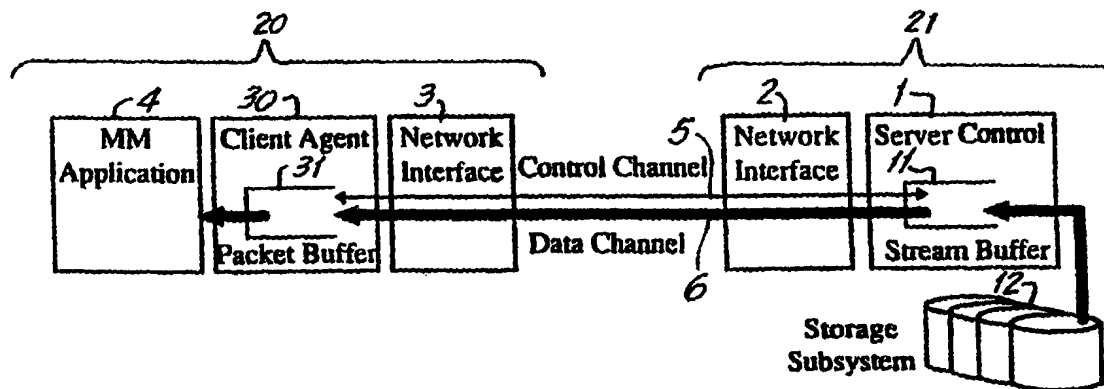 20
21
4
30
3
2
1
MM
Application
Client Agent
31
Packet Buffer
Network
Interface
Control Channel
5
Data Channel
6
Network
Interface
Server Control
11
Stream Buffer
12
Storage
Subsystem